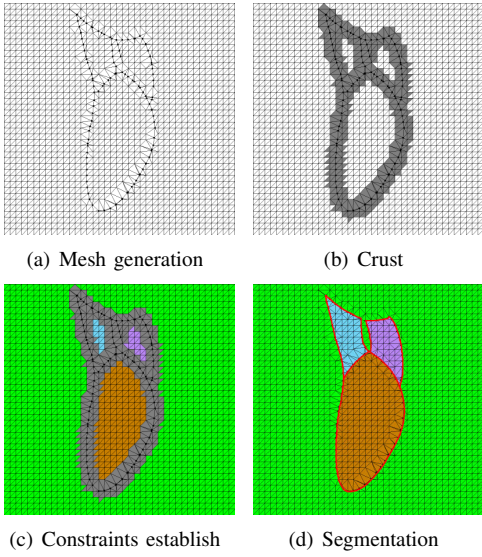 (a) Mesh generation
(b) Crust
(c) Constraints establish
(d) Segmentation